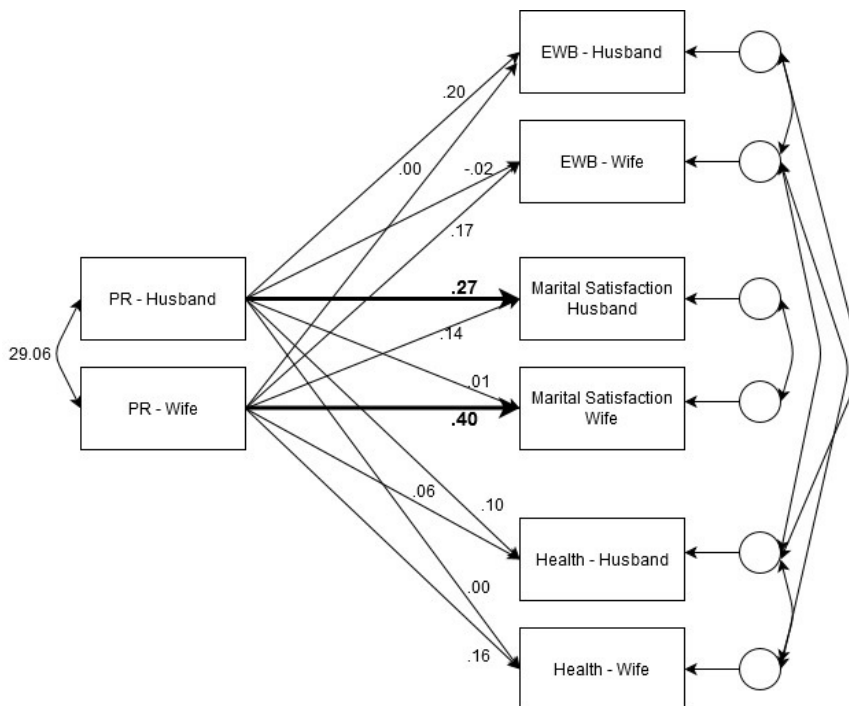 EWB - Husband
.20
.00
-.02
EWB - Wife
.17
PR - Husband
.27
Marital Satisfaction
Husband
29.06
.14
PR - Wife
.01
Marital Satisfaction
Wife
.40
.06
.10
Health - Husband
.00
.16
Health - Wife